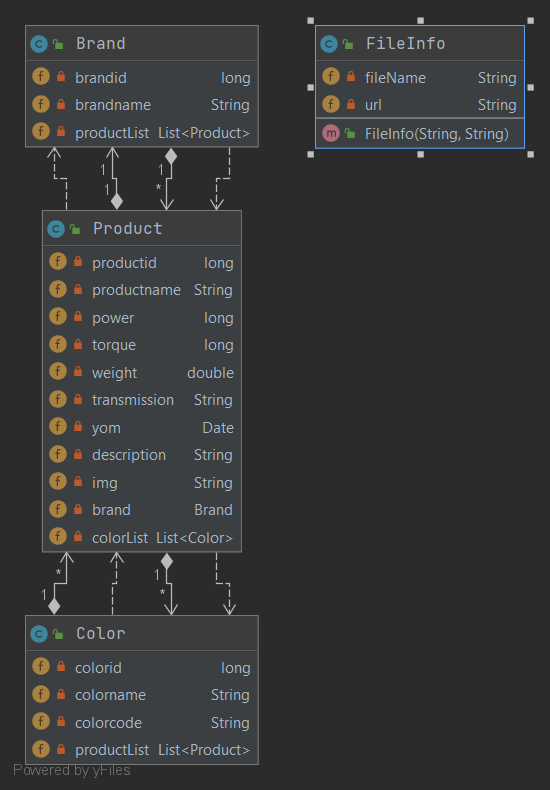 Brand
brandid long
brandname String
productList List<Product>
FileInfo
fileName String
url String
FileInfo(String, String)
1
1
1
*
Product
productid long
productname String
power long
torque long
weight double
transmission String
yom Date
description String
img String
brand Brand
colorList List<Color>
*
1
1
*
Color
colorid long
colorname String
colorcode String
productList List<Product>
Powered by yFiles